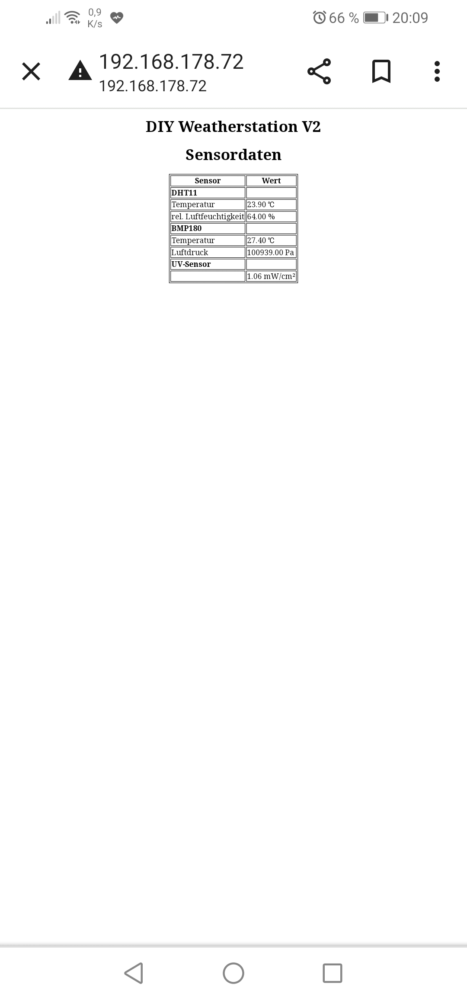 0,9
K/s
66 %
20:09
192.168.178.72
192.168.178.72
DIY Weatherstation V2
Sensordaten
Sensor Wert
DHT11
Temperatur 23.90 ℃
rel. Luftfeuchtigkeit 64.00 %
BMP180
Temperatur 27.40 ℃
Luftdruck 100939.00 Pa
UV-Sensor
1.06 mW/cm²